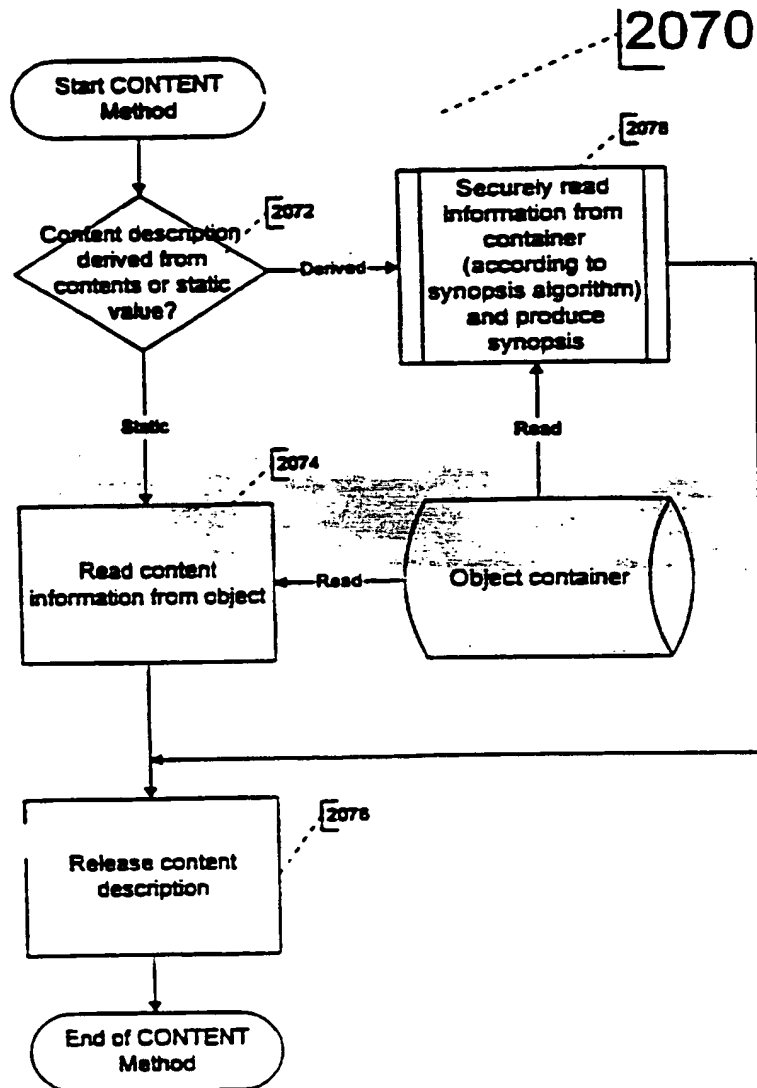 2070
Start CONTENT
Method
2078
Securely read
information from
container
(according to
synopsis algorithm)
and produce
synopsis
2072
Content description
derived from
contents or static
value?
Derived
Static
Read
2074
Read content
information from object
Read
Object container
2076
Release content
description
End of CONTENT
Method